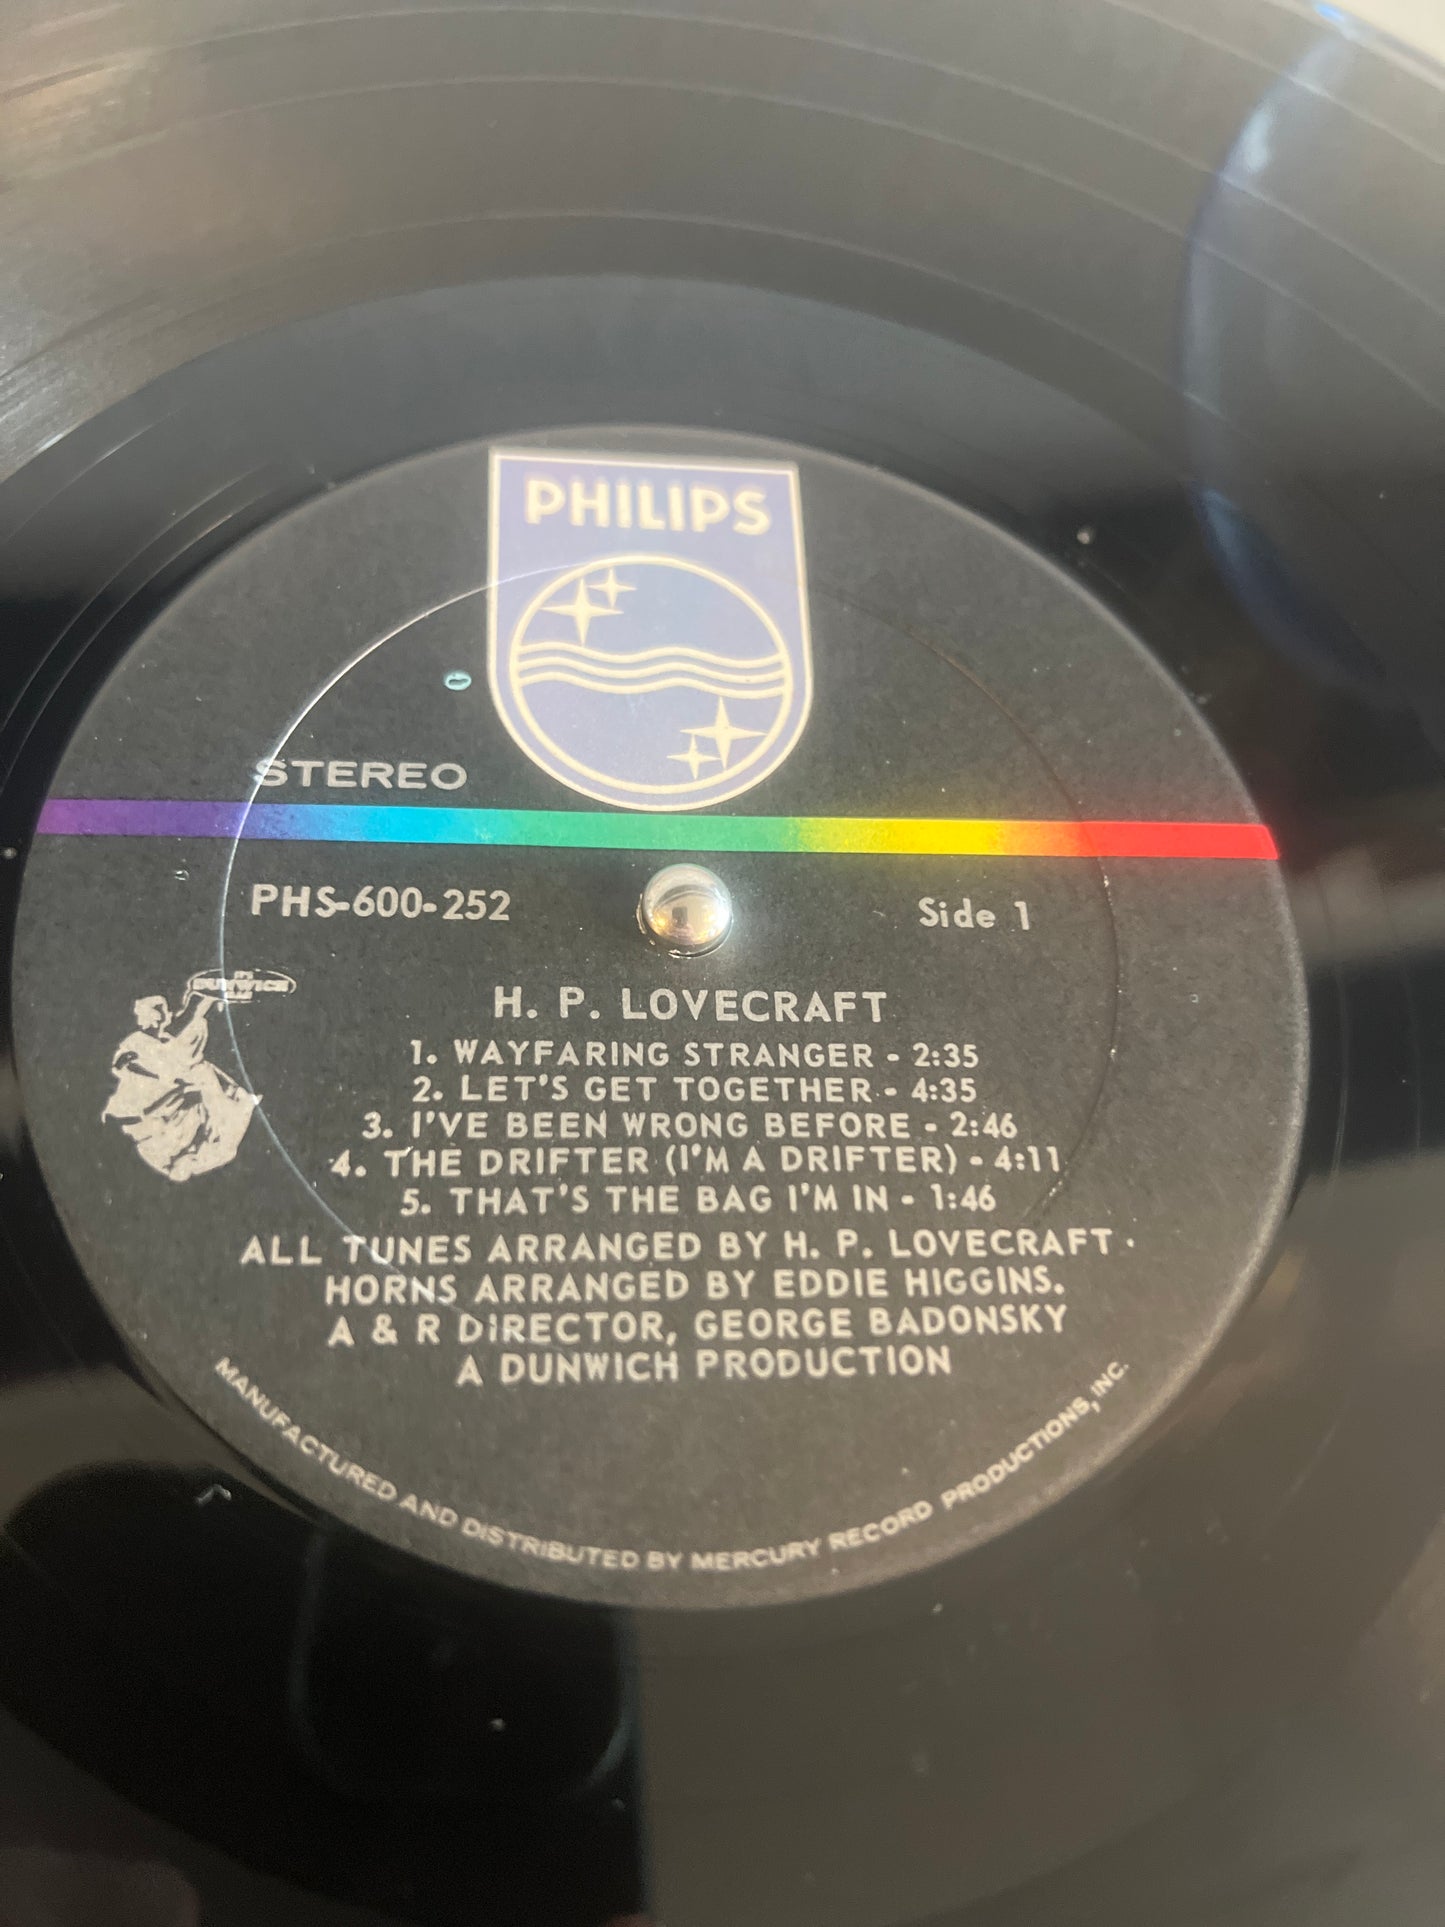 PHILIPS
STEREO
PHS-600-252
Side 1
DUNWICH
H. P. LOVECRAFT
1. WAYFARING STRANGER - 2:35
2. LET'S GET TOGETHER - 4:35
3. I'VE BEEN WRONG BEFORE - 2:46
4. THE DRIFTER (I'M A DRIFTER) - 4:11
5. THAT'S THE BAG I'M IN - 1:46
ALL TUNES ARRANGED BY H. P. LOVECRAFT •
HORNS ARRANGED BY EDDIE HIGGINS.
A & R DIRECTOR, GEORGE BADONSKY
A DUNWICH PRODUCTION
MANUFACTURED AND DISTRIBUTED BY MERCURY RECORD PRODUCTIONS, INC.